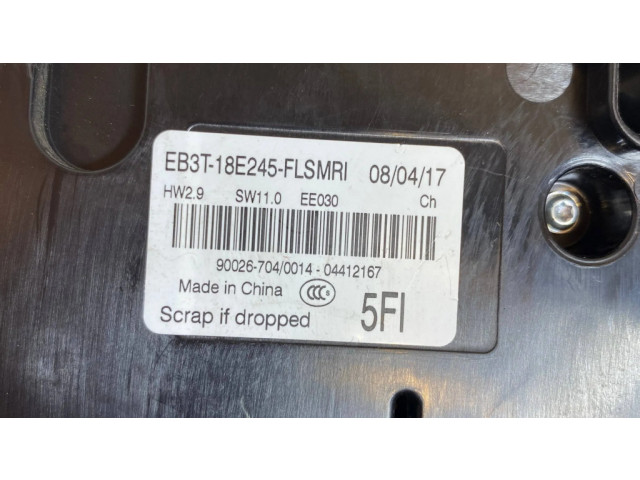 EB3T-18E245-FLSMRI 08/04/17
HW2.9 SW11.0 EE030 Ch
90026-704/0014 - 04412167
Made in China CCC
Scrap if dropped 5FI